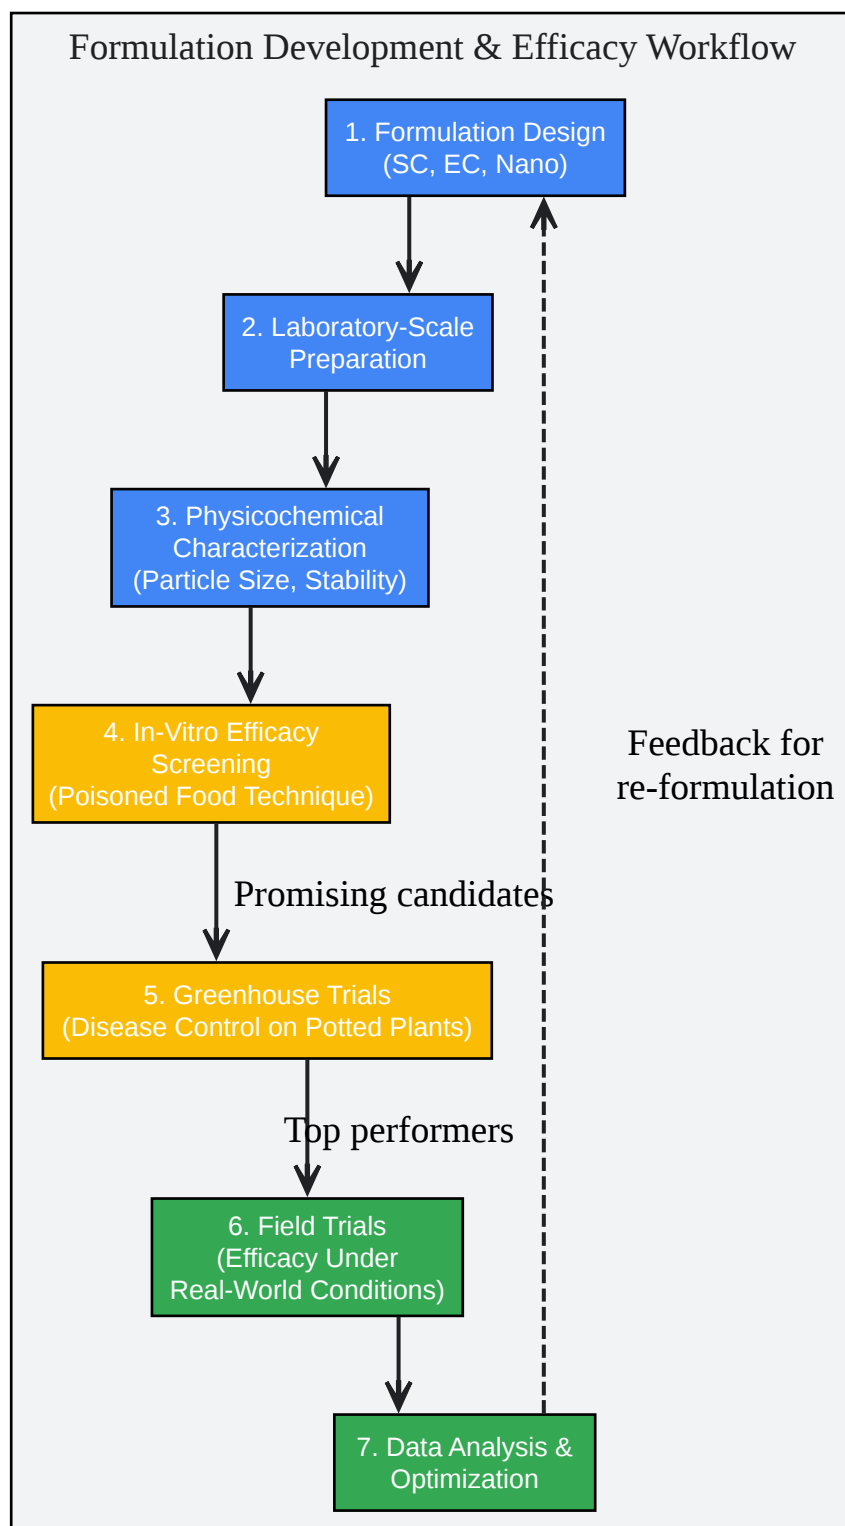 Formulation Development & Efficacy Workflow
1. Formulation Design
(SC, EC, Nano)
2. Laboratory-Scale
Preparation
3. Physicochemical
Characterization
(Particle Size, Stability)
4. In-Vitro Efficacy
Screening
(Poisoned Food Technique)
Feedback for
re-formulation
Promising candidates
5. Greenhouse Trials
(Disease Control on Potted Plants)
Top performers
6. Field Trials
(Efficacy Under
Real-World Conditions)
7. Data Analysis &
Optimization